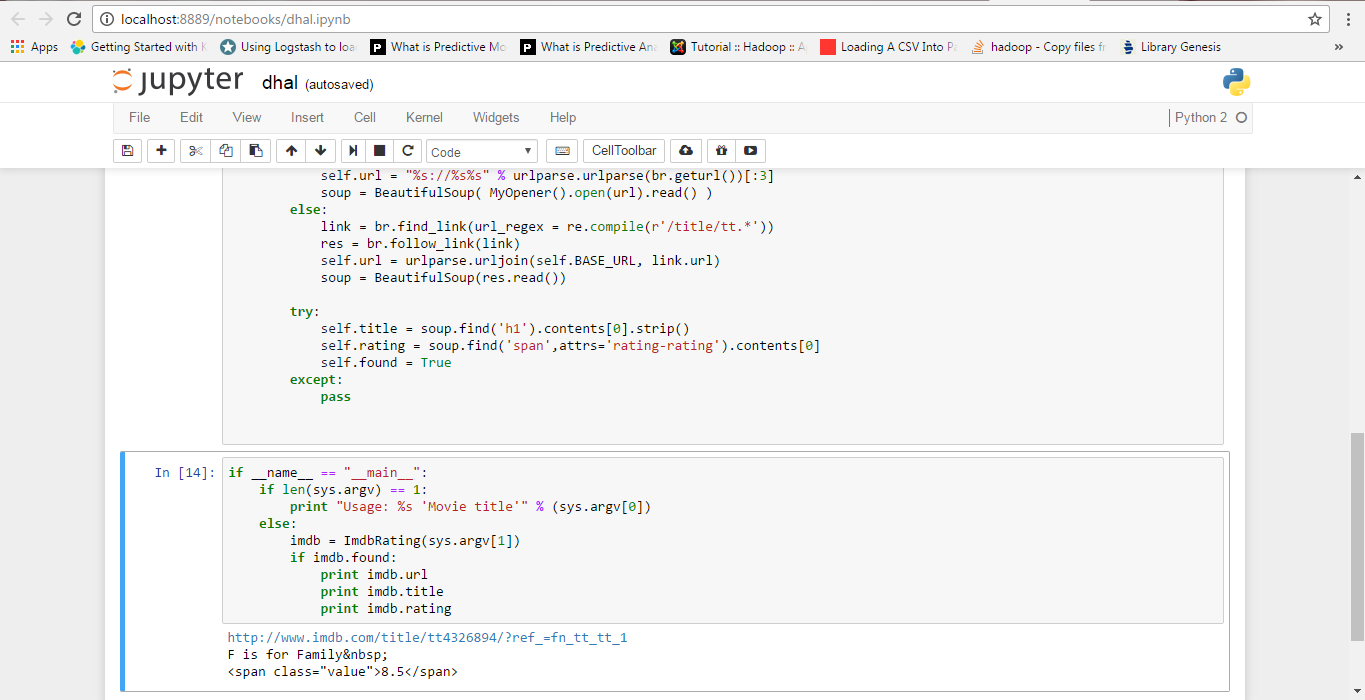 localhost:8889/notebooks/dhal.ipynb
Apps Getting Started with Using Logstash to loa What is Predictive Mo What is Predictive Ana Tutorial :: Hadoop :: A Loading A CSV Into Pa hadoop - Copy files fr Library Genesis »
jupyter dhal (autosaved)
File Edit View Insert Cell Kernel Widgets Help Python 2
Code CellToolbar
self.url = "%s://%s%s" % urlparse.urlparse(br.geturl())[:3]
soup = BeautifulSoup( MyOpener().open(url).read() )
else:
link = br.find_link(url_regex = re.compile(r'/title/tt.*'))
res = br.follow_link(link)
self.url = urlparse.urljoin(self.BASE_URL, link.url)
soup = BeautifulSoup(res.read())
try:
self.title = soup.find('h1').contents[0].strip()
self.rating = soup.find('span',attrs='rating-rating').contents[0]
self.found = True
except:
pass
In [14]: if __name__ == "__main__":
if len(sys.argv) == 1:
print "Usage: %s 'Movie title'" % (sys.argv[0])
else:
imdb = ImdbRating(sys.argv[1])
if imdb.found:
print imdb.url
print imdb.title
print imdb.rating
http://www.imdb.com/title/tt4326894/?ref_=fn_tt_tt_1
F is for Family&nbsp;
<span class="value">8.5</span>